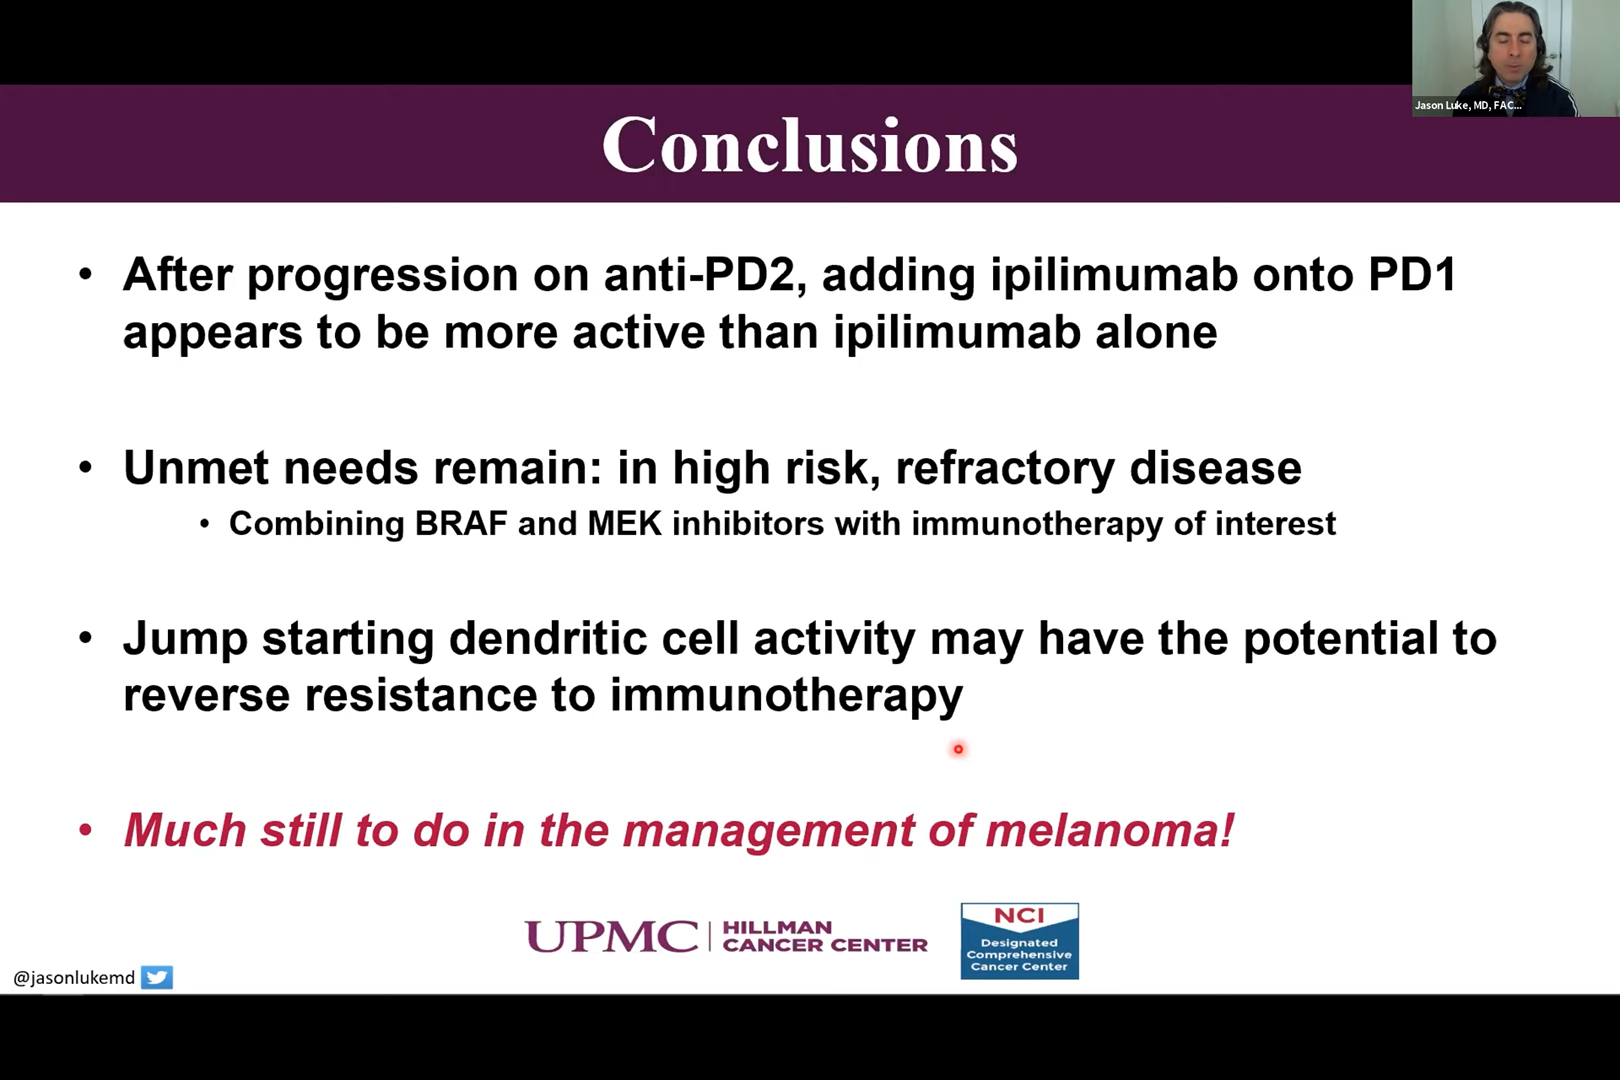 Jason Luke, MD, FAC...
Conclusions
• After progression on anti-PD2, adding ipilimumab onto PD1
appears to be more active than ipilimumab alone
• Unmet needs remain: in high risk, refractory disease
• Combining BRAF and MEK inhibitors with immunotherapy of interest
• Jump starting dendritic cell activity may have the potential to
reverse resistance to immunotherapy
• Much still to do in the management of melanoma!
UPMC | HILLMAN
CANCER CENTER
NCI
Designated
Comprehensive
Cancer Center
@jasonlukemd